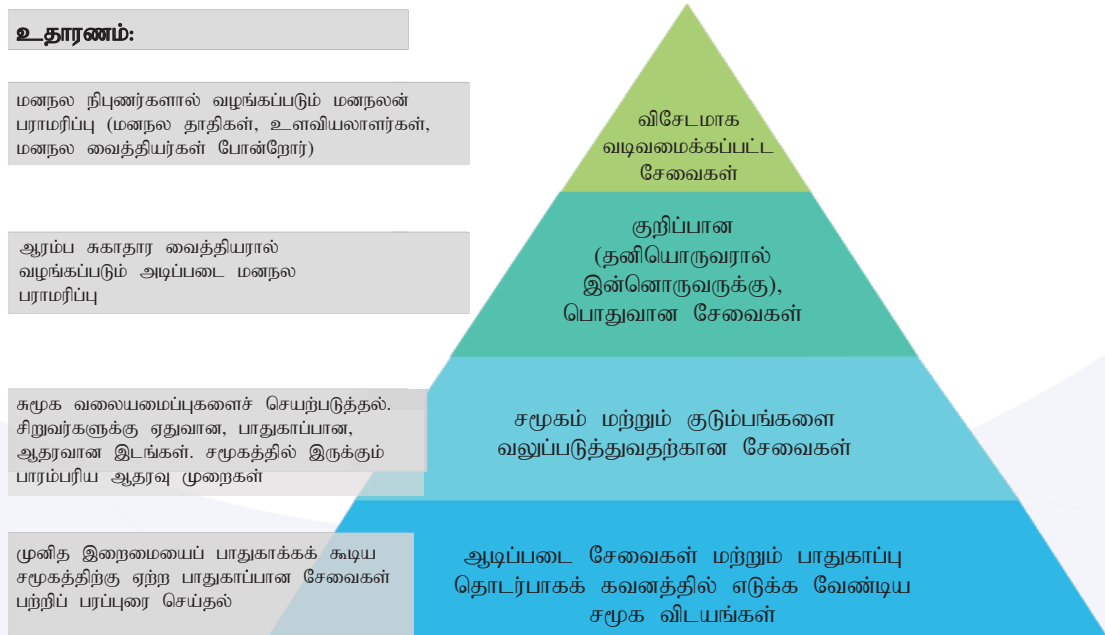 உதாரணம்:
மனநல நிபுணர்களால் வழங்கப்படும் மனநலன்
பராமரிப்பு (மனநல தாதிகள், உளவியலாளர்கள்,
மனநல வைத்தியர்கள் போன்றோர்)
விசேடமாக
வடிவமைக்கப்பட்ட
சேவைகள்
ஆரம்ப சுகாதார வைத்தியரால்
வழங்கப்படும் அடிப்படை மனநல
பராமரிப்பு
குறிப்பான
(தனியொருவரால்
இன்னொருவருக்கு),
பொதுவான சேவைகள்
சுமூக வலையமைப்புகளைச் செயற்படுத்தல்.
சிறுவர்களுக்கு ஏதுவான, பாதுகாப்பான,
ஆதரவான இடங்கள். சமூகத்தில் இருக்கும்
பாரம்பரிய ஆதரவு முறைகள்
சமூகம் மற்றும் குடும்பங்களை
வலுப்படுத்துவதற்கான சேவைகள்
முனித இறைமையைப் பாதுகாக்கக் கூடிய
சமூகத்திற்கு ஏற்ற பாதுகாப்பான சேவைகள்
பற்றிப் பரப்புரை செய்தல்
ஆடிப்படை சேவைகள் மற்றும் பாதுகாப்பு
தொடர்பாகக் கவனத்தில் எடுக்க வேண்டிய
சமூக விடயங்கள்